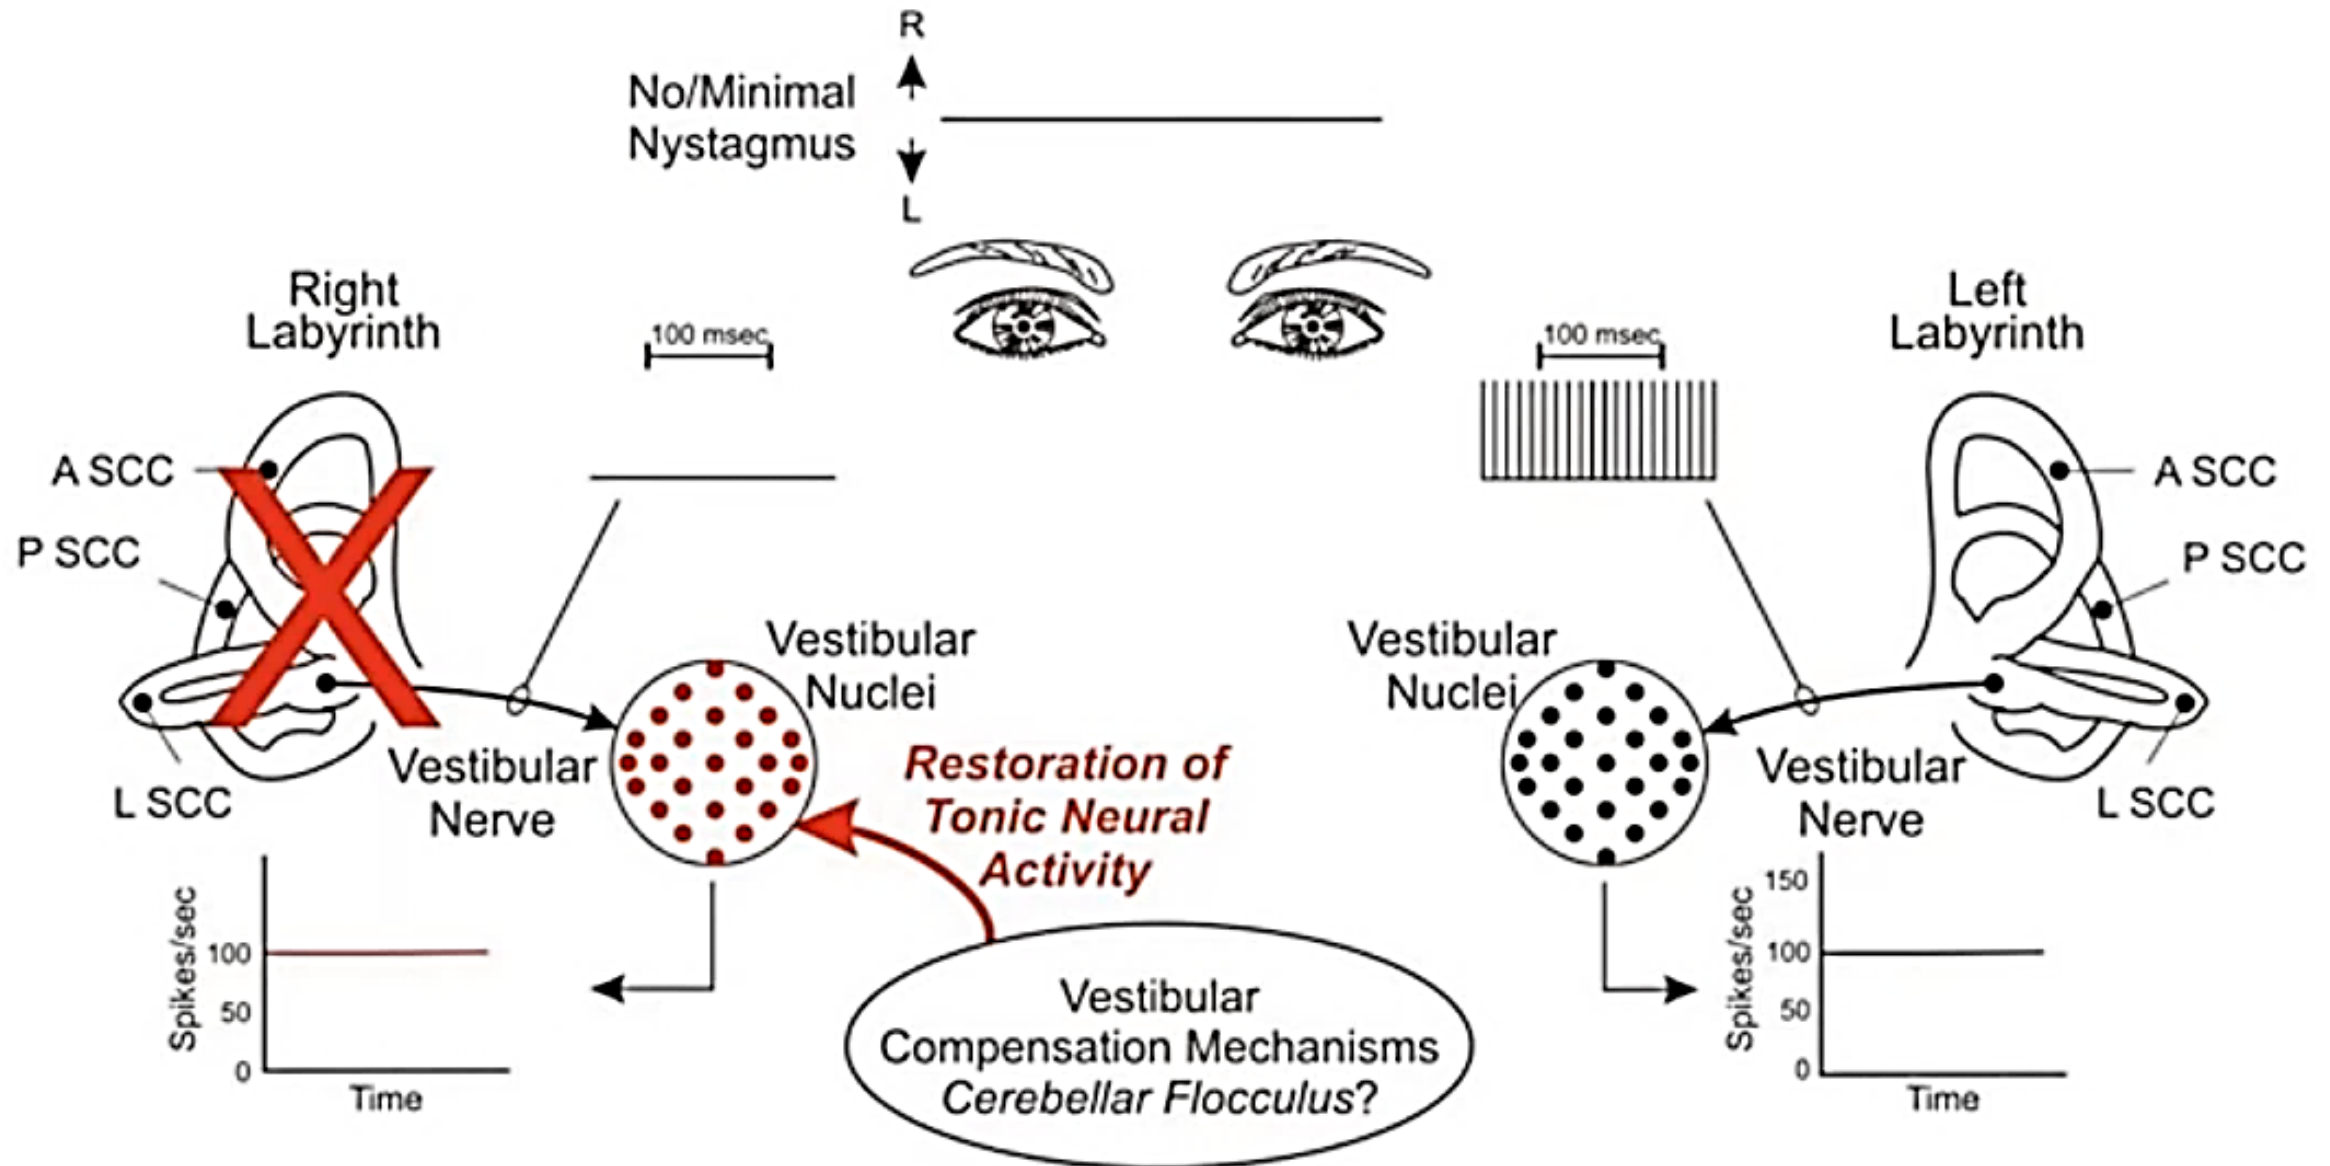 R
No/Minimal
Nystagmus
L
Right
Labyrinth
100 msec
100 msec
Left
Labyrinth
A SCC
P SCC
L SCC
A SCC
P SCC
L SCC
Vestibular
Nuclei
Vestibular
Nuclei
Vestibular
Nerve
Vestibular
Nerve
Restoration of
Tonic Neural
Activity
Spikes/sec
100
50
0
Time
Vestibular
Compensation Mechanisms
Cerebellar Flocculus?
Spikes/sec
150
100
50
0
Time